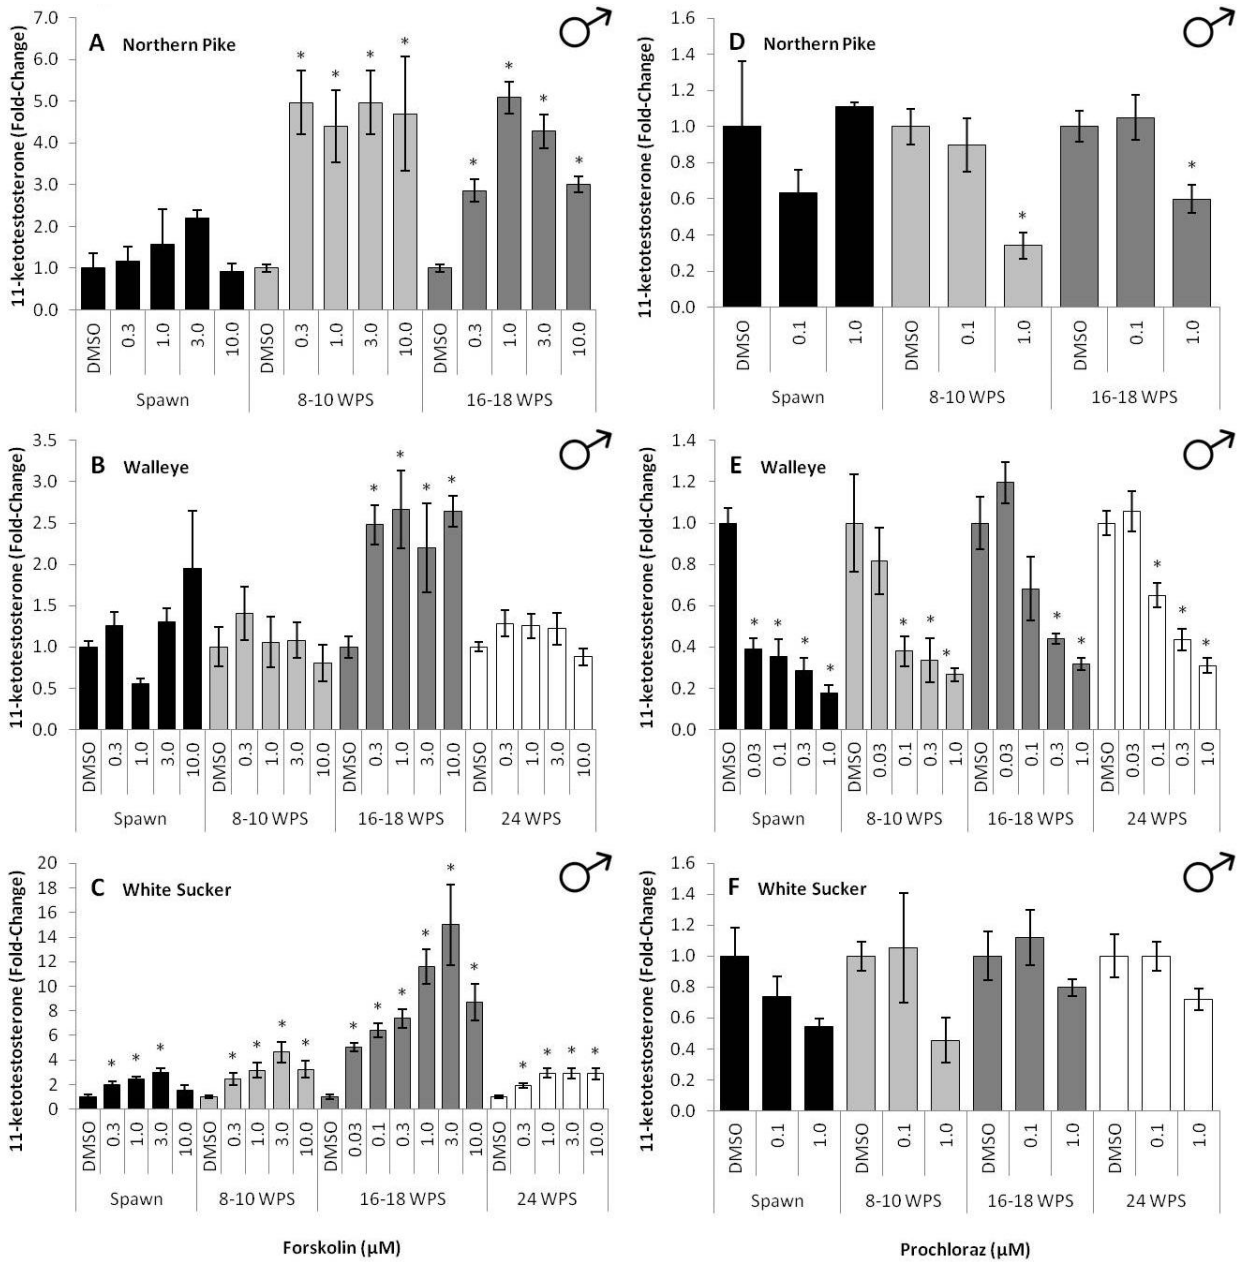 A Northern Pike
11-ketotestosterone (Fold-Change)
7.0
6.0
5.0
4.0
3.0
2.0
1.0
0.0
* * * * * * * *
DMSO 0.3 1.0 3.0 10.0 DMSO 0.3 1.0 3.0 10.0 DMSO 0.3 1.0 3.0 10.0
Spawn 8-10 WPS 16-18 WPS
D Northern Pike
11-ketotestosterone (Fold-Change)
1.6
1.4
1.2
1.0
0.8
0.6
0.4
0.2
0.0
* *
DMSO 0.1 1.0 DMSO 0.1 1.0 DMSO 0.1 1.0
Spawn 8-10 WPS 16-18 WPS
B Walleye
11-ketotestosterone (Fold-Change)
3.5
3.0
2.5
2.0
1.5
1.0
0.5
0.0
* * * *
DMSO 0.3 1.0 3.0 10.0 DMSO 0.3 1.0 3.0 10.0 DMSO 0.3 1.0 3.0 10.0 DMSO 0.3 1.0 3.0 10.0
Spawn 8-10 WPS 16-18 WPS 24 WPS
E Walleye
11-ketotestosterone (Fold-Change)
1.4
1.2
1.0
0.8
0.6
0.4
0.2
0.0
* * * * * * * * * * * *
DMSO 0.03 0.1 0.3 1.0 DMSO 0.03 0.1 0.3 1.0 DMSO 0.03 0.1 0.3 1.0 DMSO 0.03 0.1 0.3 1.0
Spawn 8-10 WPS 16-18 WPS 24 WPS
C White Sucker
11-ketotestosterone (Fold-Change)
20
18
16
14
12
10
8
6
4
2
0
* * * * * * * * * * * * * * * * *
DMSO 0.3 1.0 3.0 10.0 DMSO 0.3 1.0 3.0 10.0 DMSO 0.03 0.1 0.3 1.0 3.0 10.0 DMSO 0.3 1.0 3.0 10.0
Spawn 8-10 WPS 16-18 WPS 24 WPS
Forskolin (µM)
F White Sucker
11-ketotestosterone (Fold-Change)
1.6
1.4
1.2
1.0
0.8
0.6
0.4
0.2
0.0
DMSO 0.1 1.0 DMSO 0.1 1.0 DMSO 0.1 1.0 DMSO 0.1 1.0
Spawn 8-10 WPS 16-18 WPS 24 WPS
Prochloraz (µM)